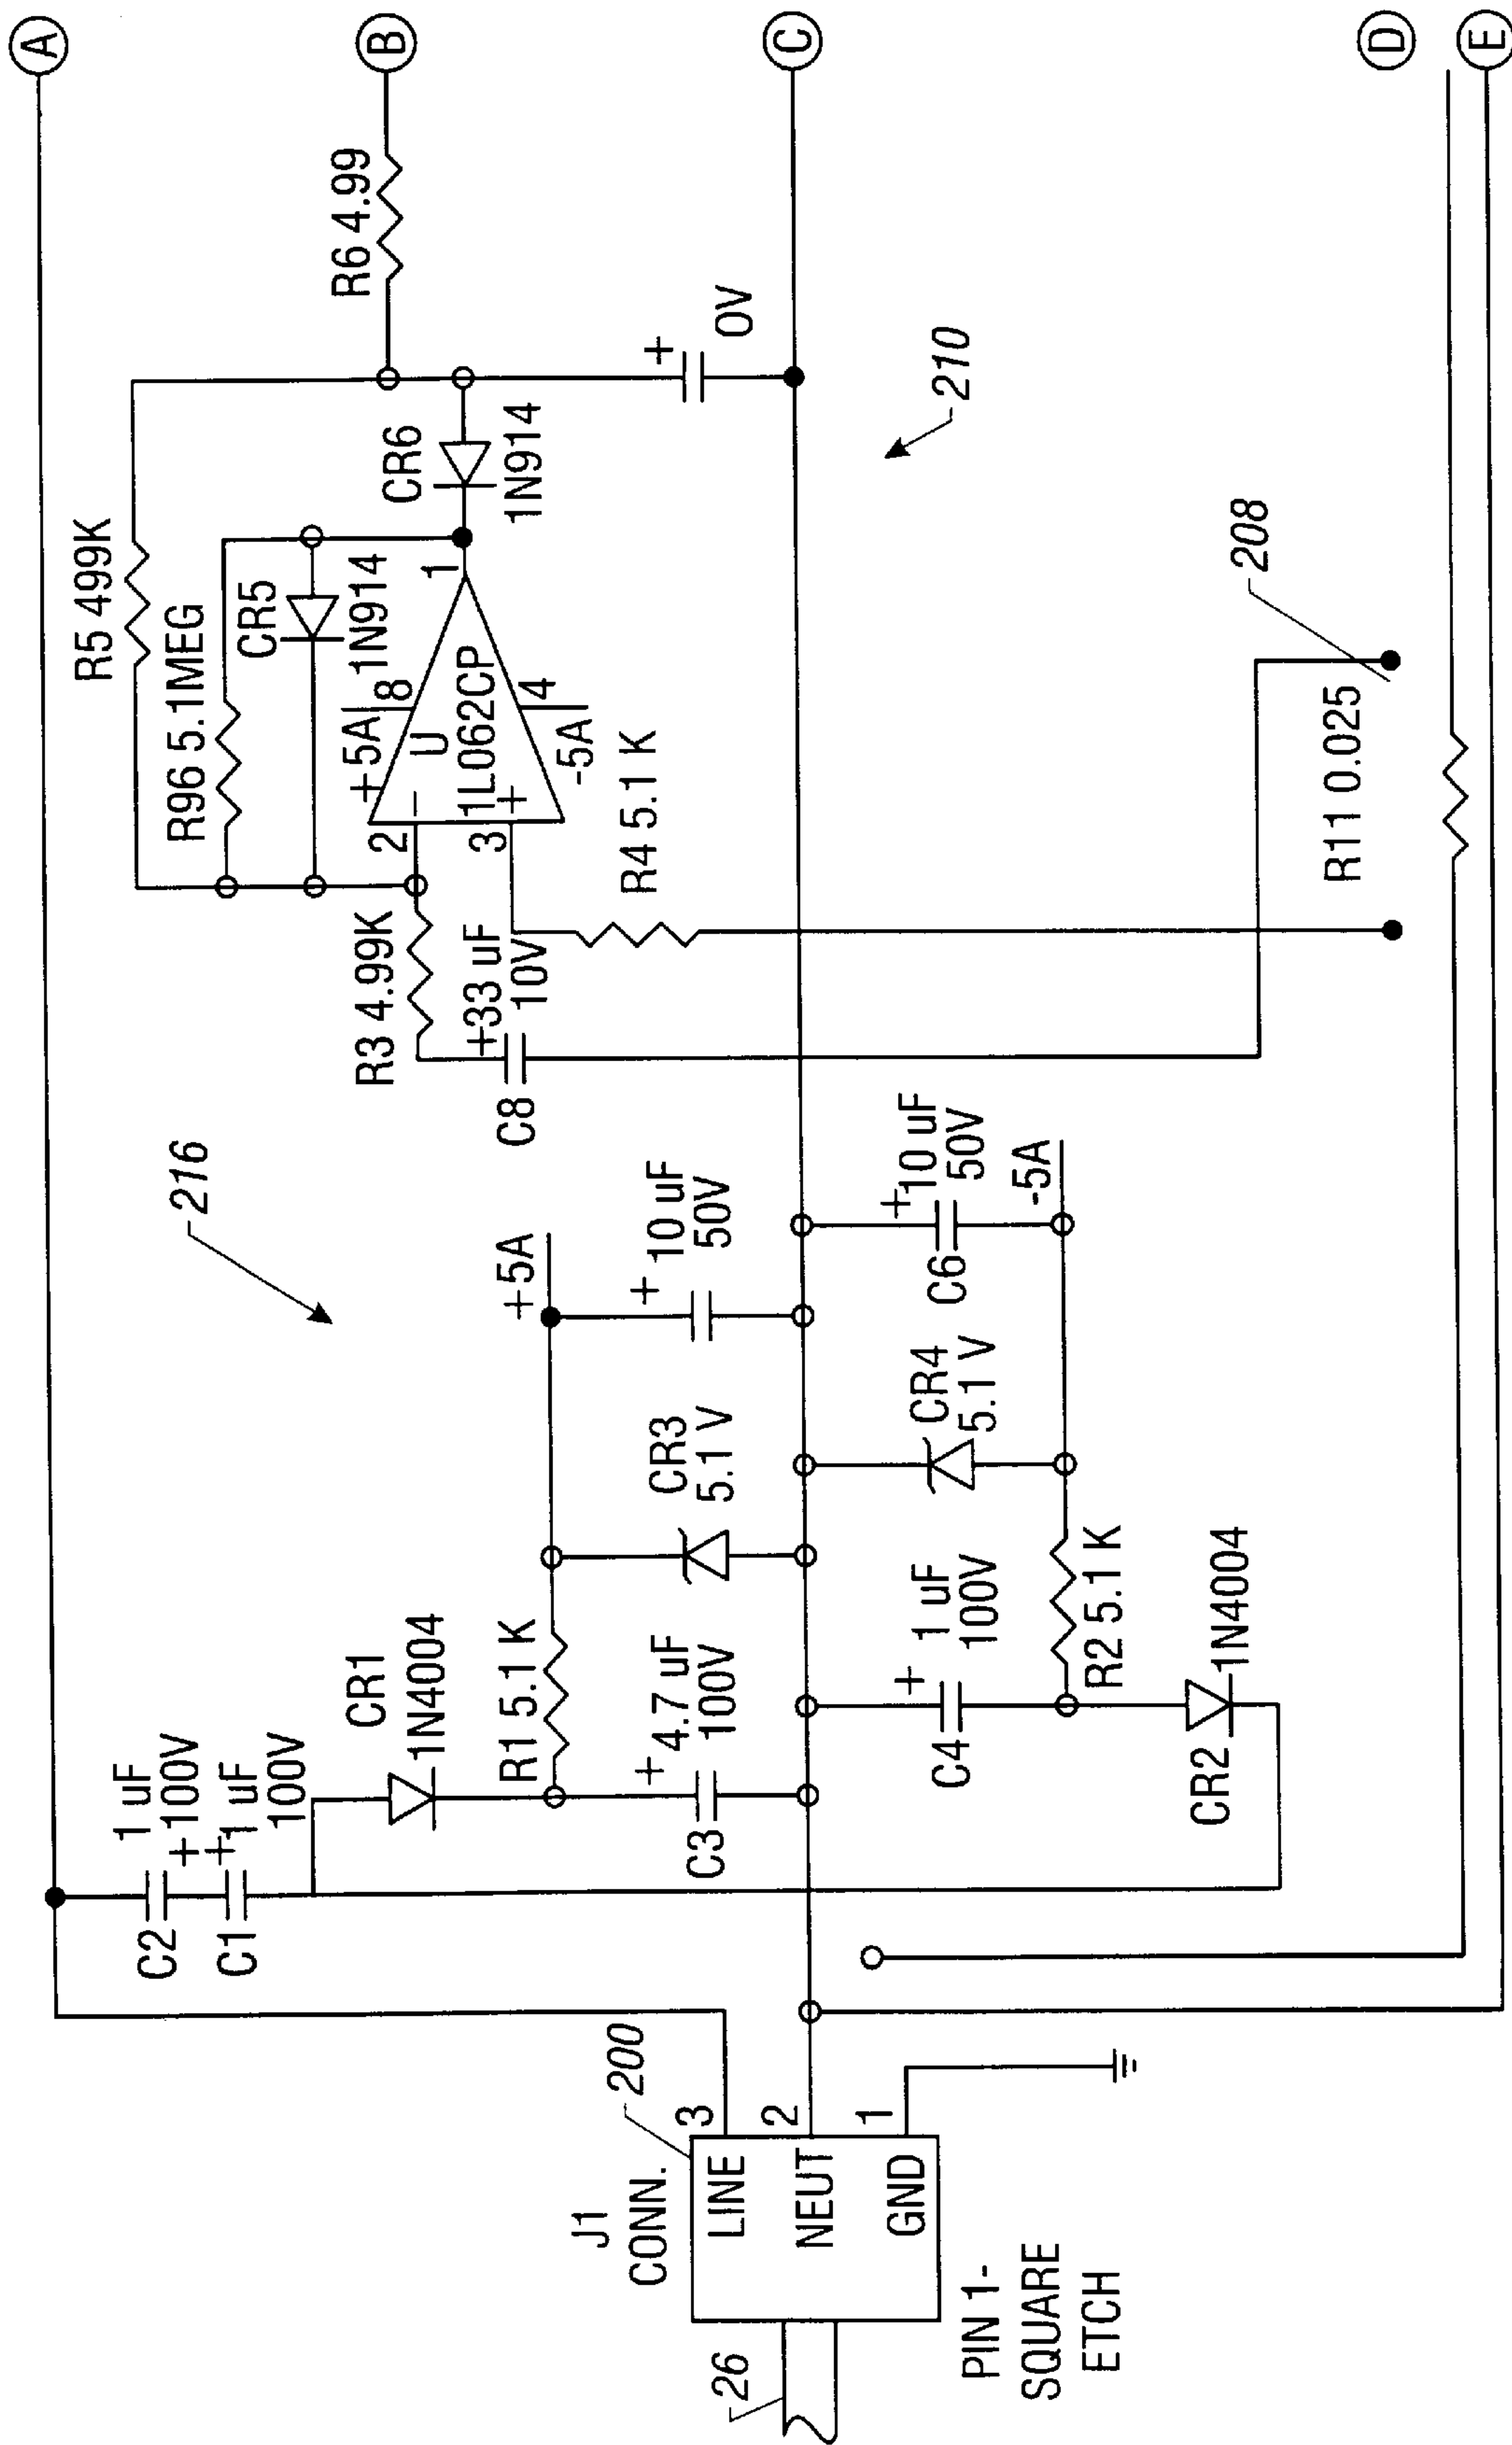 A
B
C
D
E
R6 4.99
+
0V
210
R5 499K
R96 5.1MEG
CR5
1N914
CR6
1N914
+5A
8
1
U
1L062CP
2
−
3
+
4
-5A
R4 5.1 K
R3 4.99K
+33 uF
10V
C8
208
R11 0.025
216
C2
1 uF
+100V
C1
+1 uF
100V
CR1
1N4004
R1 5.1 K
+5A
+ 4.7 uF
100V
C3
CR3
5.1 V
+ 10 uF
50V
+ 1 uF
100V
C4
CR4
5.1 V
+10 uF
50V
C6
-5A
R2 5.1 K
CR2
1N4004
J1
CONN.
200
LINE
3
NEUT
2
GND
1
26
PIN 1-
SQUARE
ETCH